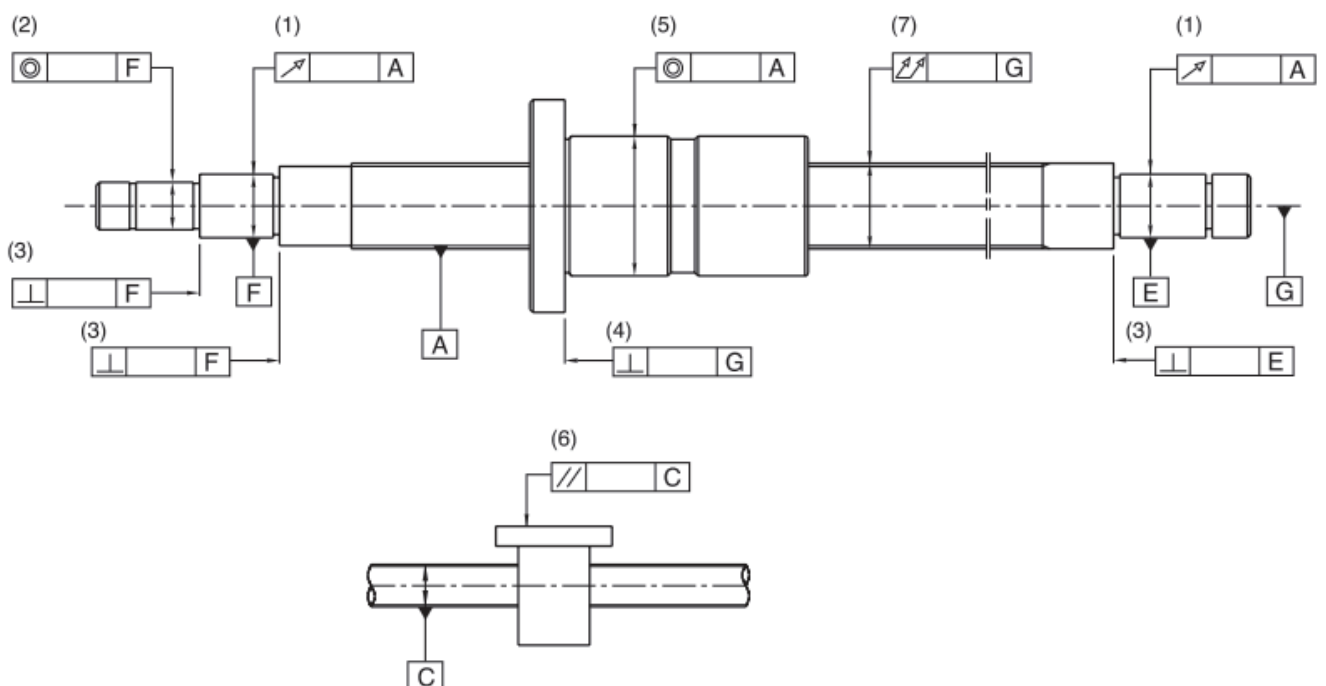 (2) (1) (5) (7) (1)
◎ F ↗ A ◎ A ⌰ G ↗ A
(3)
⊥ F F E G
(3) A (4) (3)
⊥ F ⊥ G ⊥ E
(6)
// C
C